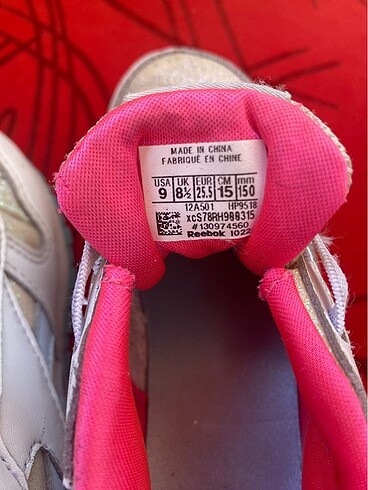 MADE IN CHINA
FABRIQUÉ EN CHINE
USA UK EUR CM mm
9 8½ 25.5 15 150
12A501 HP9518
xcS78RH900315
#130974560
Reebok 1022